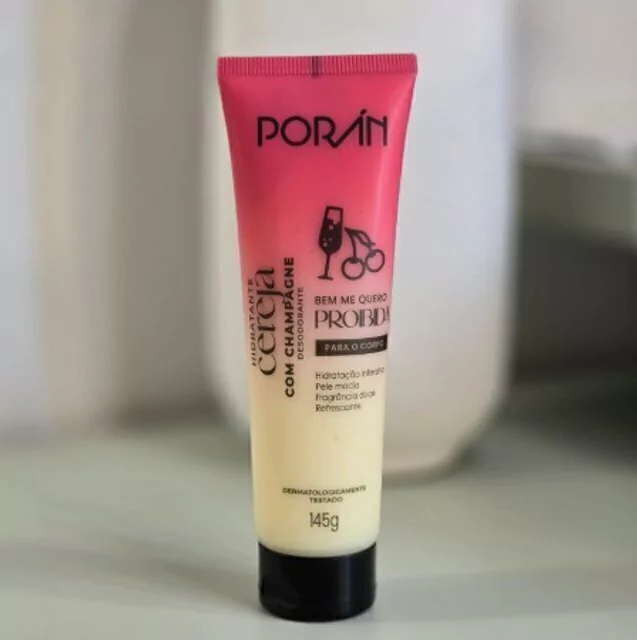 PORÁN
HIDRATANTE
cereja
COM CHAMPAGNE
DESODORANTE
BEM ME QUERO
PROIBIDA
PARA O CORPO
Hidratação intensiva
Pele macia
Fragrância doce
Refrescante
DERMATOLOGICAMENTE
TESTADO
145g